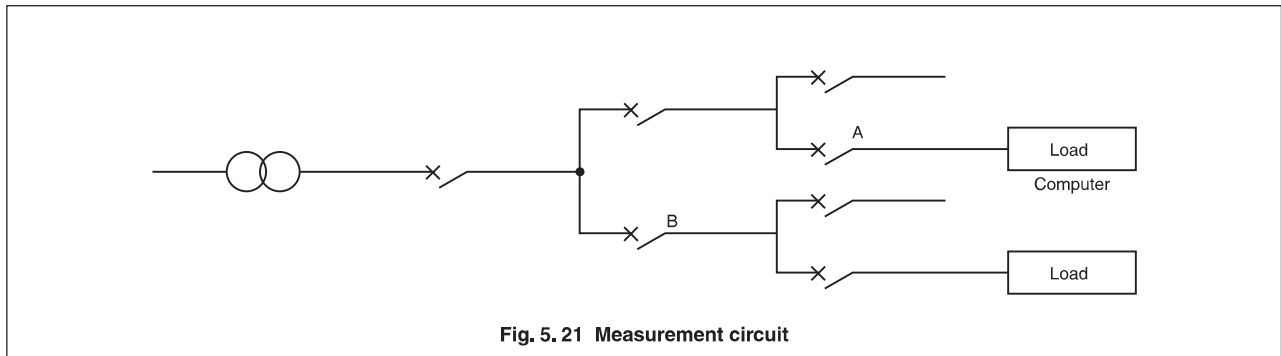 A
Load
Computer
B
Load
Fig. 5. 21 Measurement circuit